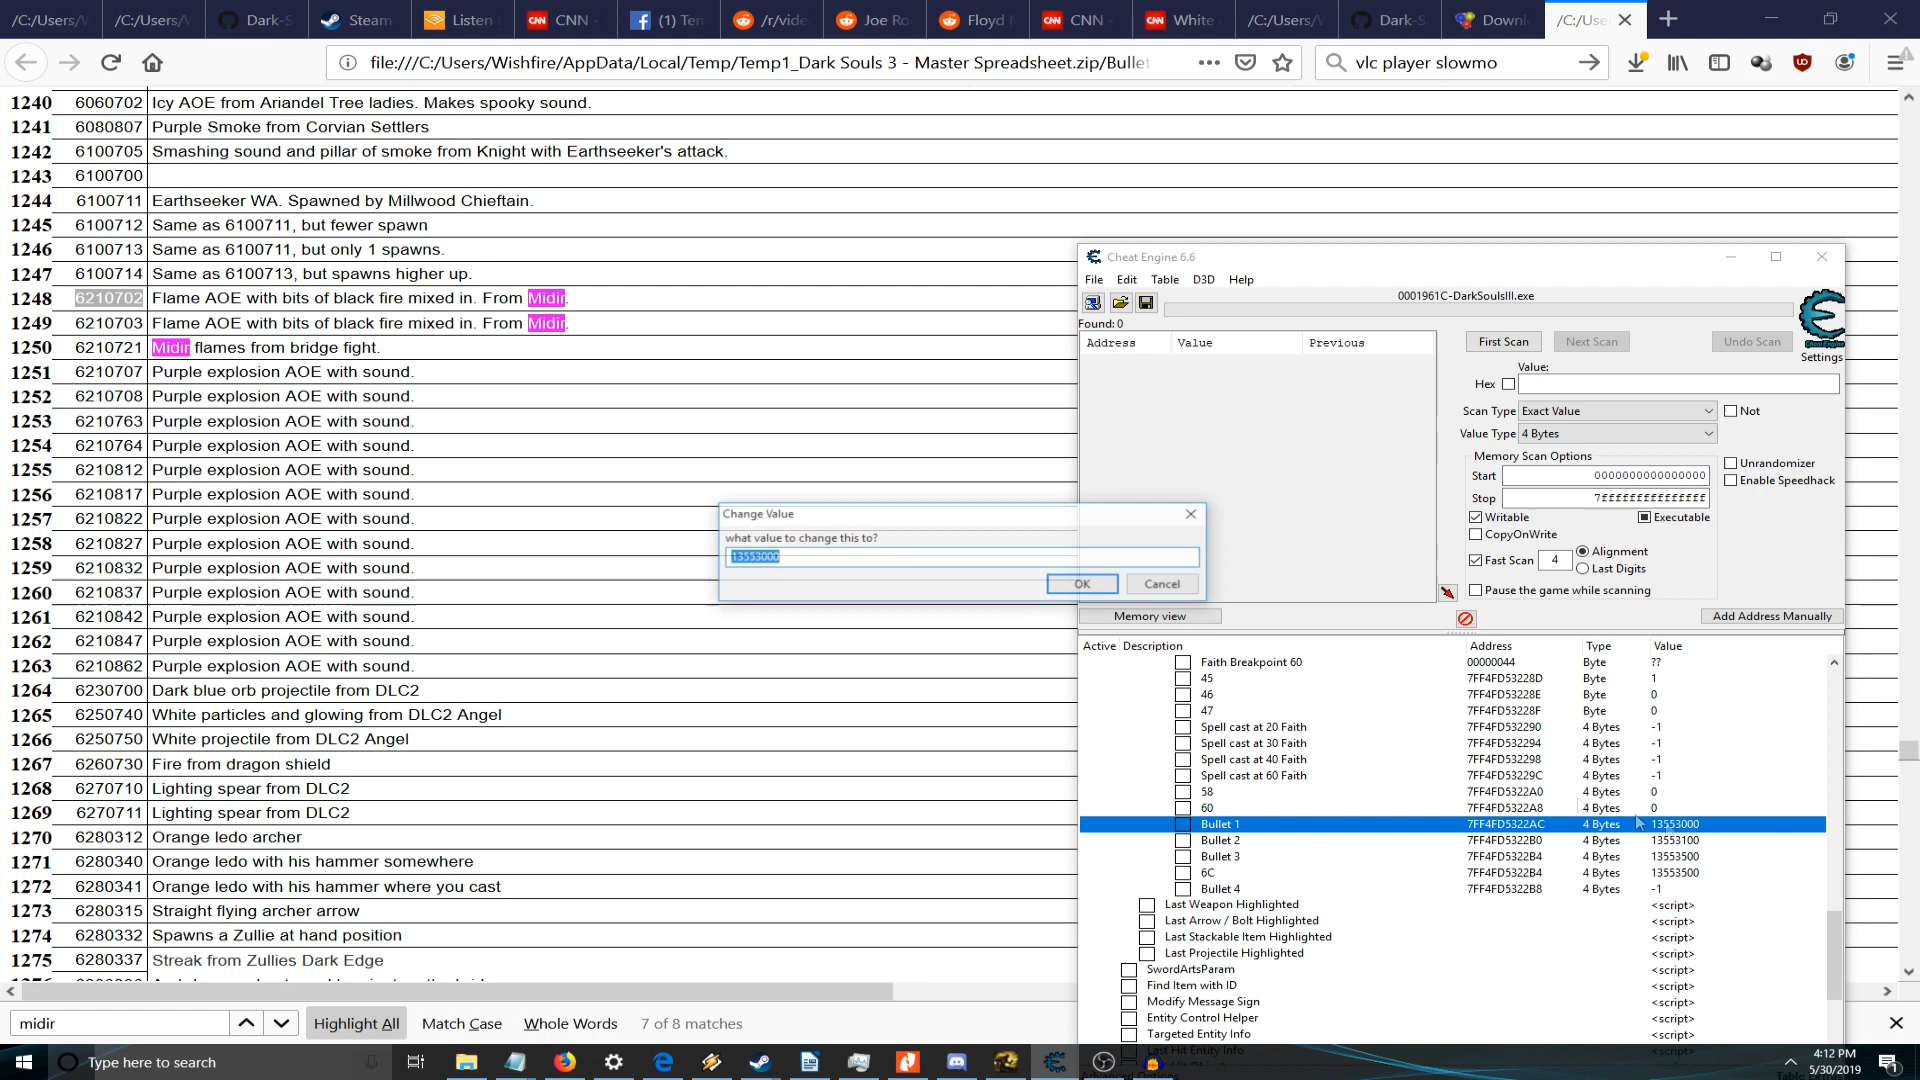 /C:/Users/
/C:/Users/
Dark-S
Steam
Listen
CNN -
(1) Te
/r/vide
Joe Ro
Floyd
CNN -
White
/C:/Users/
Dark-S
Downl
/C:/Use
file:///C:/Users/Wishfire/AppData/Local/Temp/Temp1_Dark Souls 3 - Master Spreadsheet.zip/Bullet
vlc player slowmo
1240 6060702 Icy AOE from Ariandel Tree ladies. Makes spooky sound.
1241 6080807 Purple Smoke from Corvian Settlers
1242 6100705 Smashing sound and pillar of smoke from Knight with Earthseeker's attack.
1243 6100700
1244 6100711 Earthseeker WA. Spawned by Millwood Chieftain.
1245 6100712 Same as 6100711, but fewer spawn
1246 6100713 Same as 6100711, but only 1 spawns.
1247 6100714 Same as 6100713, but spawns higher up.
1248 6210702 Flame AOE with bits of black fire mixed in. From Midir.
1249 6210703 Flame AOE with bits of black fire mixed in. From Midir.
1250 6210721 Midir flames from bridge fight.
1251 6210707 Purple explosion AOE with sound.
1252 6210708 Purple explosion AOE with sound.
1253 6210763 Purple explosion AOE with sound.
1254 6210764 Purple explosion AOE with sound.
1255 6210812 Purple explosion AOE with sound.
1256 6210817 Purple explosion AOE with sound.
1257 6210822 Purple explosion AOE with sound.
1258 6210827 Purple explosion AOE with sound.
1259 6210832 Purple explosion AOE with sound.
1260 6210837 Purple explosion AOE with sound.
1261 6210842 Purple explosion AOE with sound.
1262 6210847 Purple explosion AOE with sound.
1263 6210862 Purple explosion AOE with sound.
1264 6230700 Dark blue orb projectile from DLC2
1265 6250740 White particles and glowing from DLC2 Angel
1266 6250750 White projectile from DLC2 Angel
1267 6260730 Fire from dragon shield
1268 6270710 Lighting spear from DLC2
1269 6270711 Lighting spear from DLC2
1270 6280312 Orange ledo archer
1271 6280340 Orange ledo with his hammer somewhere
1272 6280341 Orange ledo with his hammer where you cast
1273 6280315 Straight flying archer arrow
1274 6280332 Spawns a Zullie at hand position
1275 6280337 Streak from Zullies Dark Edge
Cheat Engine 6.6
File Edit Table D3D Help
0001961C-DarkSoulsIII.exe
Found: 0
Address Value Previous
First Scan Next Scan Undo Scan
Settings
Value:
Hex
Scan Type Exact Value Not
Value Type 4 Bytes
Memory Scan Options
Start 0000000000000000
Stop 7fffffffffffffff
Unrandomizer
Enable Speedhack
Writable Executable
CopyOnWrite
Fast Scan 4 Alignment
Last Digits
Pause the game while scanning
Memory view
Add Address Manually
Change Value
what value to change this to?
13553000
OK Cancel
Active Description Address Type Value
Faith Breakpoint 60 00000044 Byte ??
45 7FF4FD53228D Byte 1
46 7FF4FD53228E Byte 0
47 7FF4FD53228F Byte 0
Spell cast at 20 Faith 7FF4FD532290 4 Bytes -1
Spell cast at 30 Faith 7FF4FD532294 4 Bytes -1
Spell cast at 40 Faith 7FF4FD532298 4 Bytes -1
Spell cast at 60 Faith 7FF4FD53229C 4 Bytes -1
58 7FF4FD5322A0 4 Bytes 0
60 7FF4FD5322A8 4 Bytes 0
Bullet 1 7FF4FD5322AC 4 Bytes 13553000
Bullet 2 7FF4FD5322B0 4 Bytes 13553100
Bullet 3 7FF4FD5322B4 4 Bytes 13553500
6C 7FF4FD5322B4 4 Bytes 13553500
Bullet 4 7FF4FD5322B8 4 Bytes -1
Last Weapon Highlighted <script>
Last Arrow / Bolt Highlighted <script>
Last Stackable Item Highlighted <script>
Last Projectile Highlighted <script>
SwordArtsParam <script>
Find Item with ID <script>
Modify Message Sign <script>
Entity Control Helper <script>
Targeted Entity Info <script>
Last Hit Entity Info <script>
midir
Highlight All Match Case Whole Words 7 of 8 matches
Type here to search
4:12 PM
5/30/2019